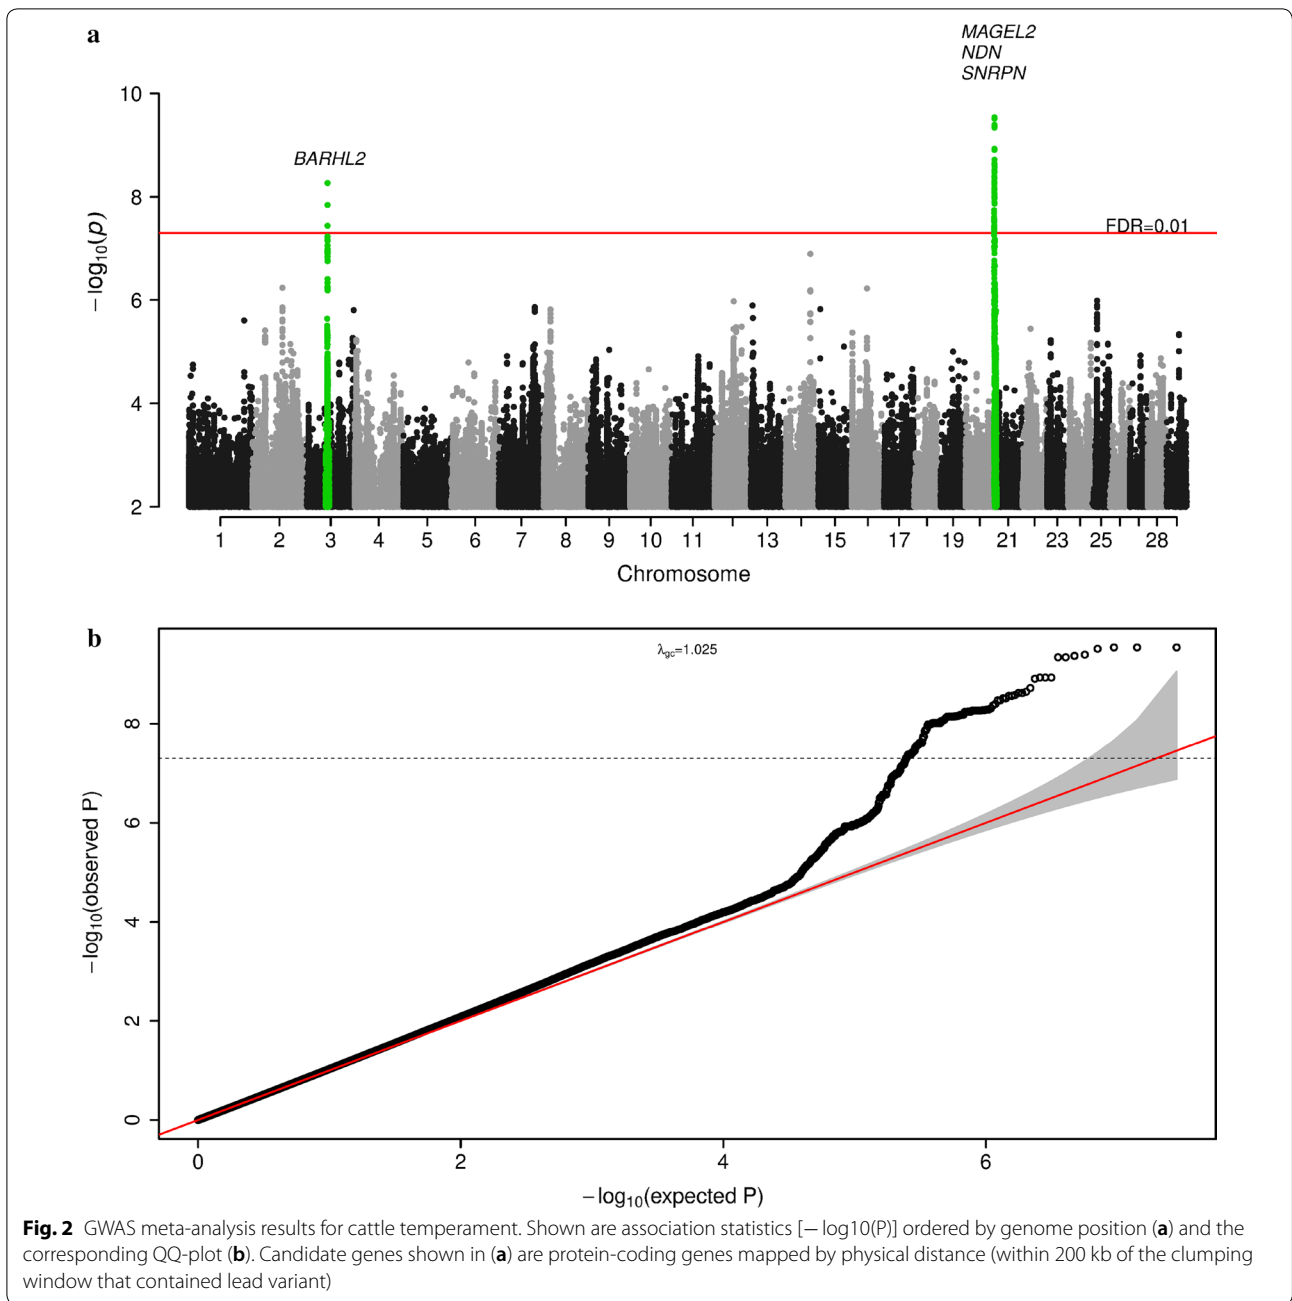 a
MAGEL2
NDN
SNRPN
BARHL2
FDR=0.01
10
8
6
4
2
−log10(p)
1 2 3 4 5 6 7 8 9 10 11 13 15 17 19 21 23 25 28
Chromosome
b
λgc=1.025
8
6
4
2
0
−log10(observed P)
0 2 4 6
−log10(expected P)
Fig. 2 GWAS meta-analysis results for cattle temperament. Shown are association statistics [− log10(P)] ordered by genome position (a) and the
corresponding QQ-plot (b). Candidate genes shown in (a) are protein-coding genes mapped by physical distance (within 200 kb of the clumping
window that contained lead variant)